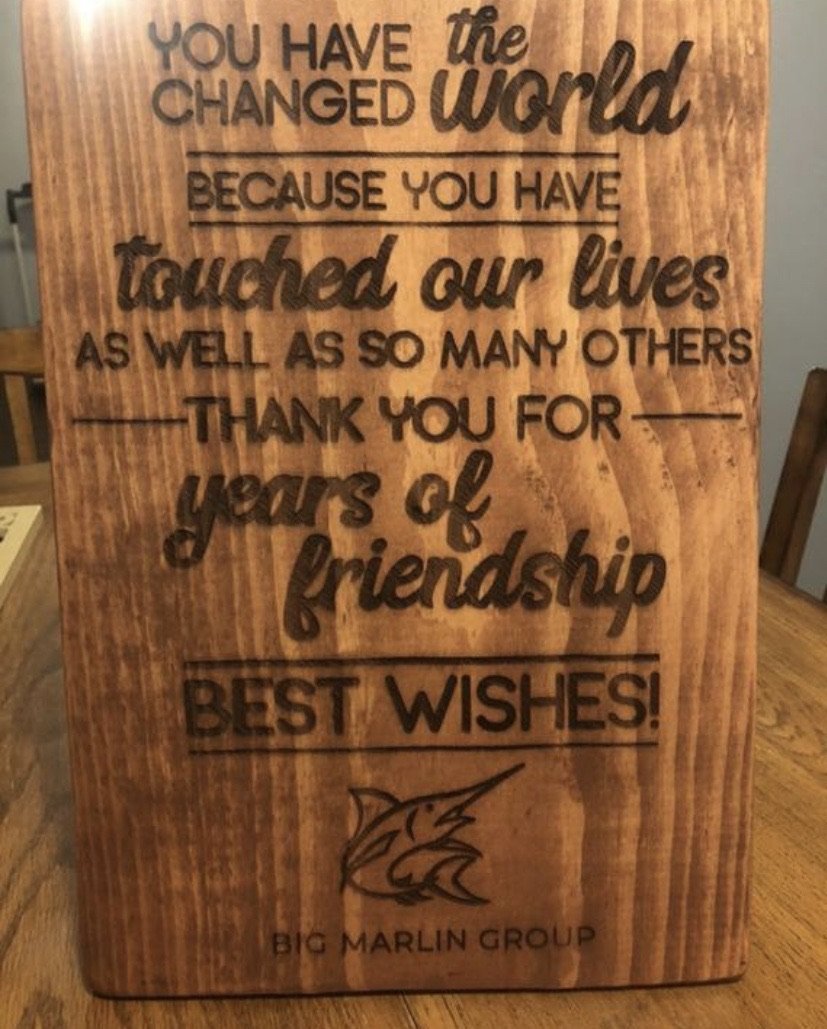 YOU HAVE the
CHANGED World
BECAUSE YOU HAVE
touched our lives
AS WELL AS SO MANY OTHERS
THANK YOU FOR
years of
friendship
BEST WISHES!
BIG MARLIN GROUP